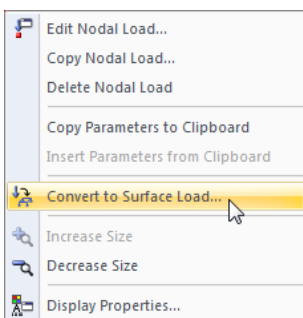 Edit Nodal Load...
Copy Nodal Load...
Delete Nodal Load
Copy Parameters to Clipboard
Insert Parameters from Clipboard
Convert to Surface Load...
Increase Size
Decrease Size
Display Properties...